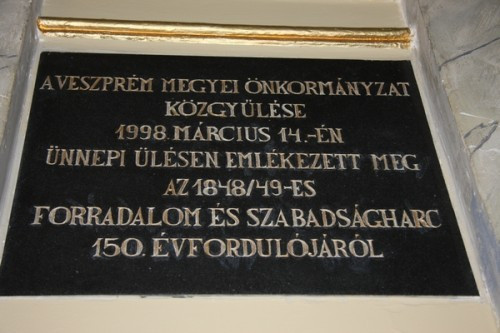 A VESZPRÉM MEGYEI ÖNKORMÁNYZAT
KÖZGYŰLÉSE
1998. MÁRCIUS 14.-ÉN
ÜNNEPI ÜLÉSEN EMLÉKEZETT MEG
AZ 1848/49-ES
FORRADALOM ÉS SZABADSÁGHARC
150. ÉVFORDULÓJÁRÓL